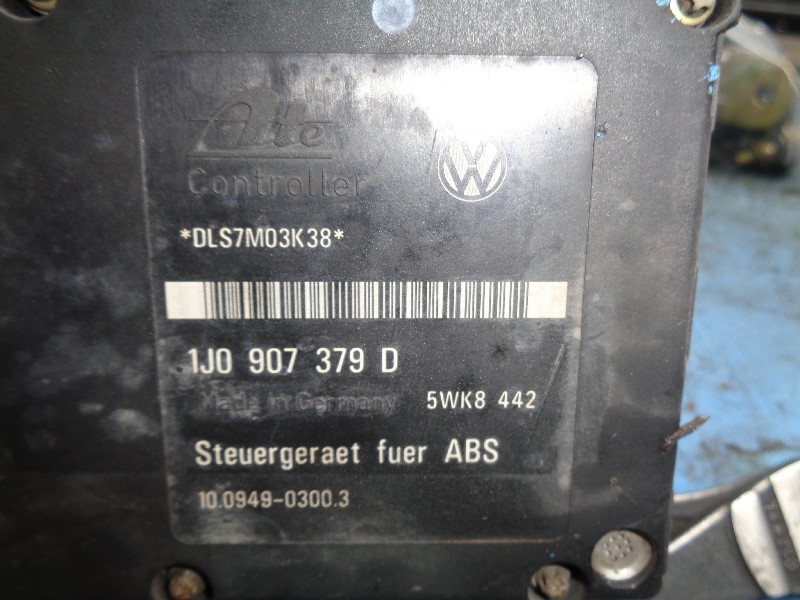 Ate
Controller
*DLS7M03K38*
1J0 907 379 D
Made in Germany 5WK8 442
Steuergeraet fuer ABS
10.0949-0300.3